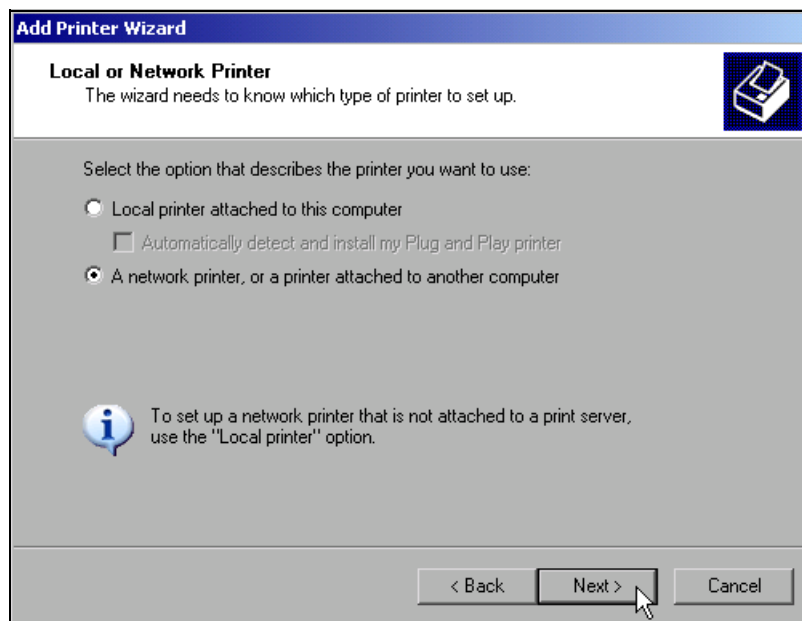 Add Printer Wizard
Local or Network Printer
The wizard needs to know which type of printer to set up.
Select the option that describes the printer you want to use:
Local printer attached to this computer
Automatically detect and install my Plug and Play printer
A network printer, or a printer attached to another computer
To set up a network printer that is not attached to a print server,
use the "Local printer" option.
< Back Next > Cancel